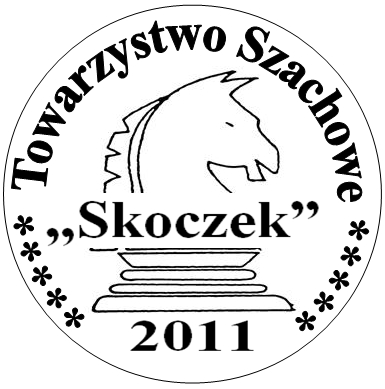 Towarzystwo Szachowe
„Skoczek”
*****
*****
2011